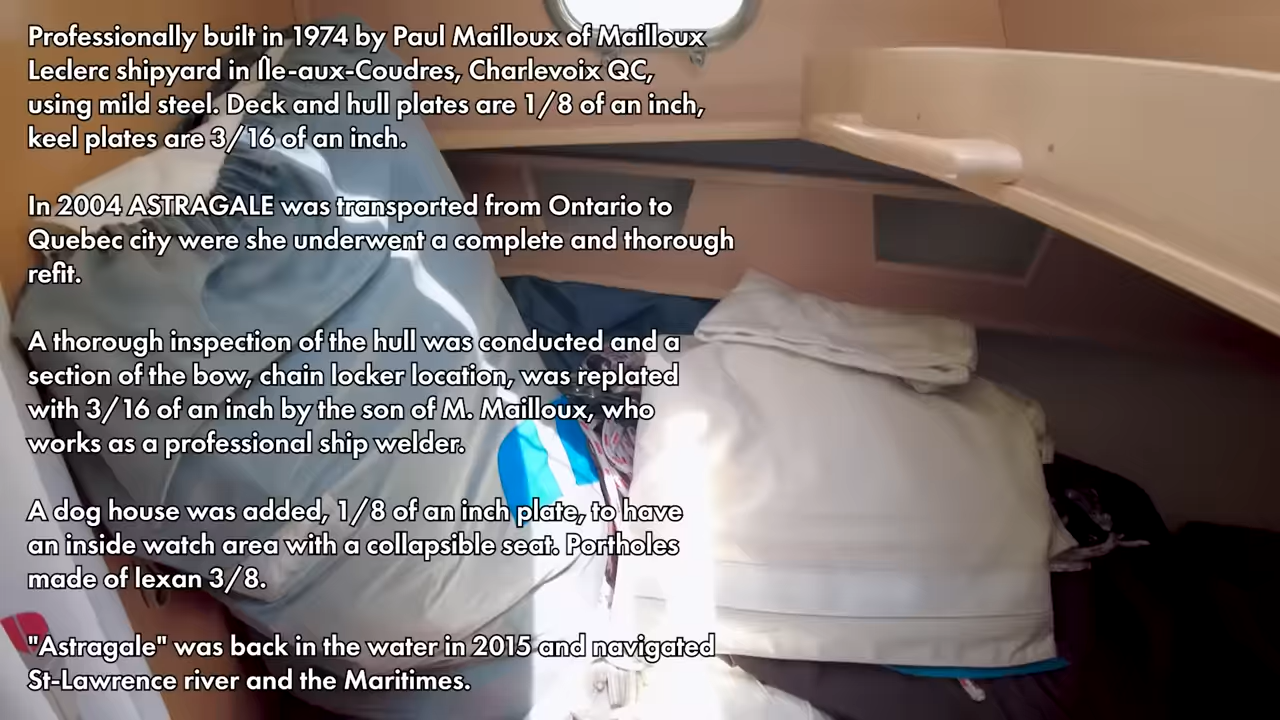 Professionally built in 1974 by Paul Mailloux of Mailloux
Leclerc shipyard in Île-aux-Coudres, Charlevoix QC,
using mild steel. Deck and hull plates are 1/8 of an inch,
keel plates are 3/16 of an inch.
In 2004 ASTRAGALE was transported from Ontario to
Quebec city were she underwent a complete and thorough
refit.
A thorough inspection of the hull was conducted and a
section of the bow, chain locker location, was replated
with 3/16 of an inch by the son of M. Mailloux, who
works as a professional ship welder.
A dog house was added, 1/8 of an inch plate, to have
an inside watch area with a collapsible seat. Portholes
made of lexan 3/8.
"Astragale" was back in the water in 2015 and navigated
St-Lawrence river and the Maritimes.